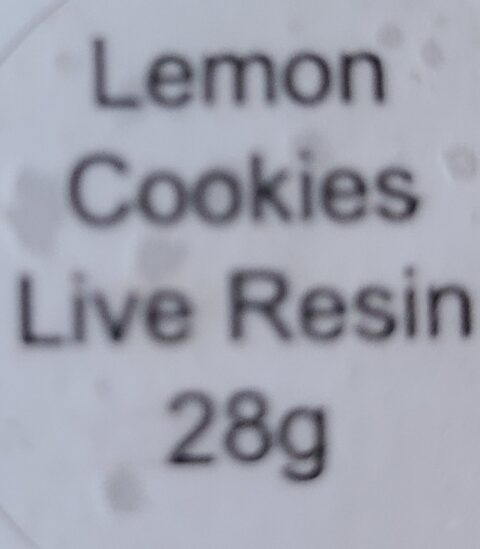 Lemon
Cookies
Live Resin
28g